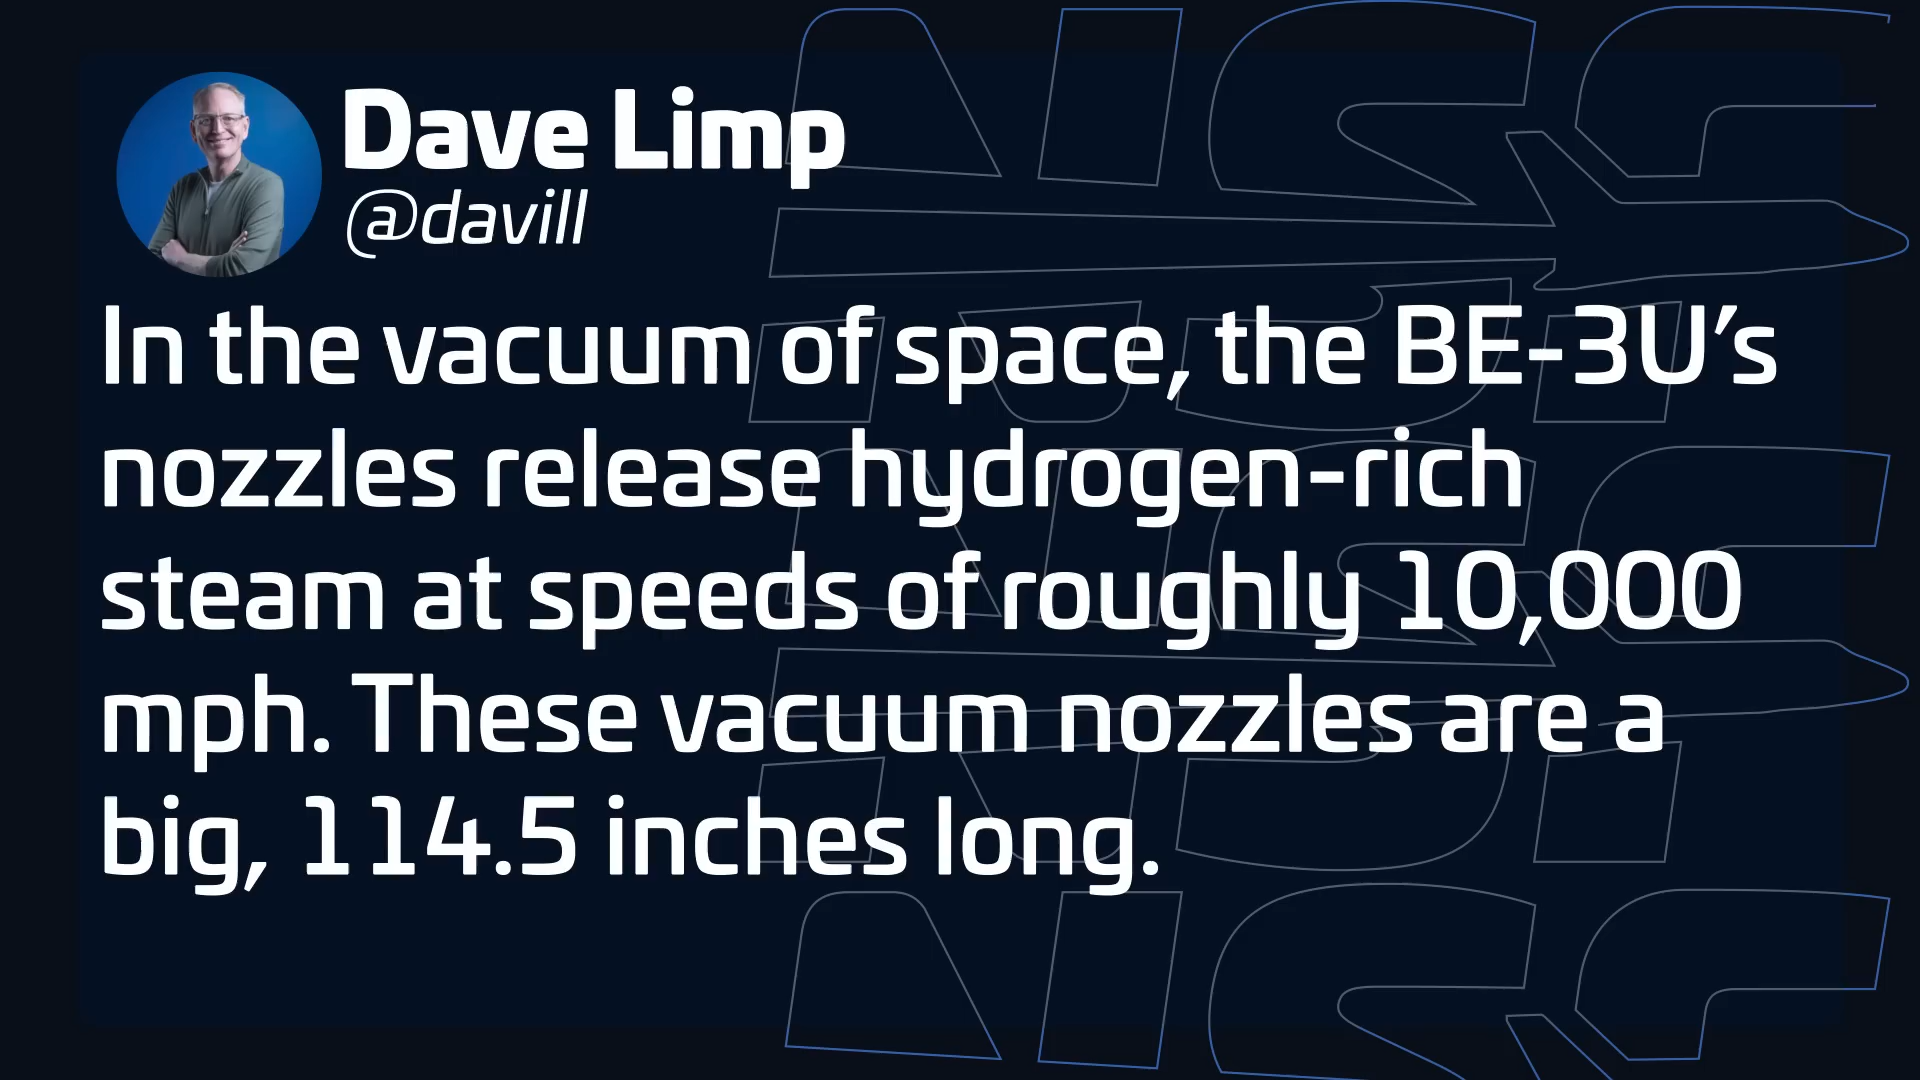 Dave Limp
@davill
In the vacuum of space, the BE-3U’s
nozzles release hydrogen-rich
steam at speeds of roughly 10,000
mph. These vacuum nozzles are a
big, 114.5 inches long.